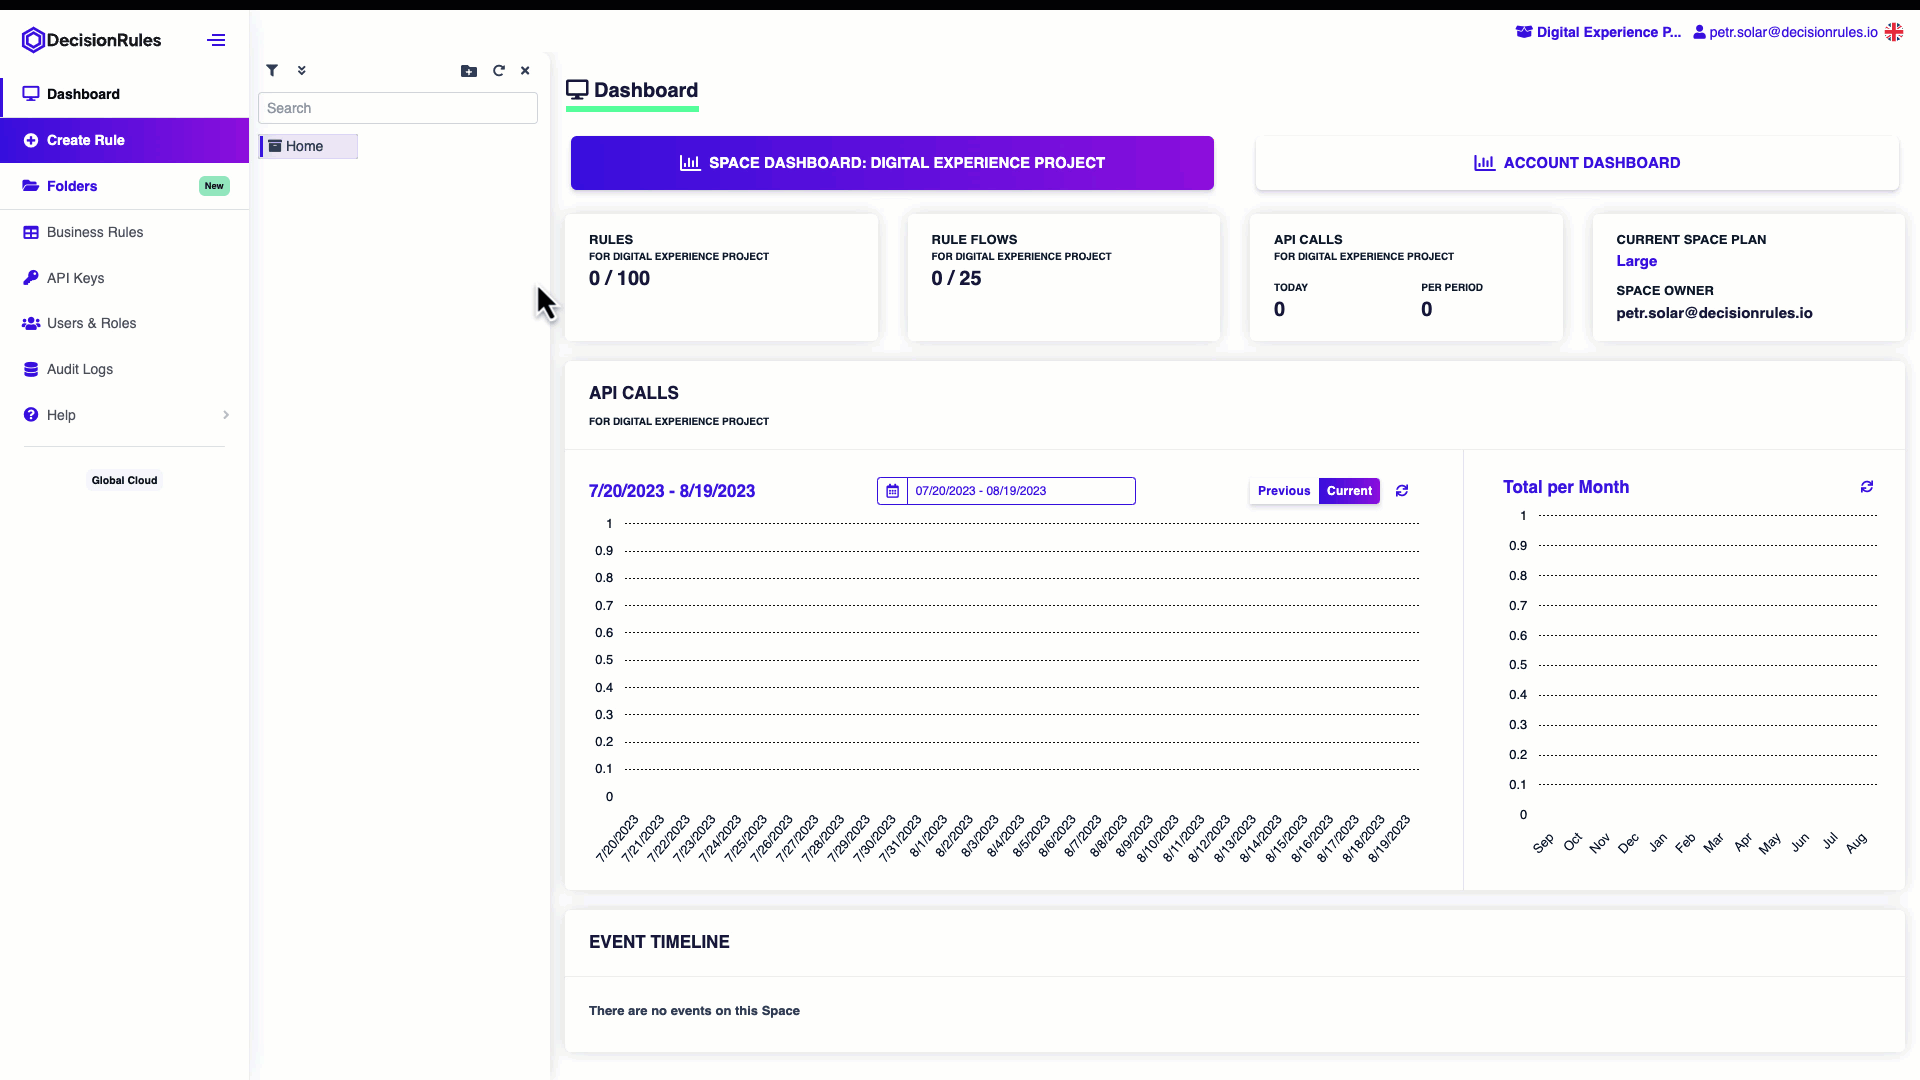 DecisionRules
Digital Experience P...
petr.solar@decisionrules.io
Dashboard
Create Rule
Folders
New
Business Rules
API Keys
Users & Roles
Audit Logs
Help
Global Cloud
Search
Home
Dashboard
SPACE DASHBOARD: DIGITAL EXPERIENCE PROJECT
ACCOUNT DASHBOARD
RULES
FOR DIGITAL EXPERIENCE PROJECT
0 / 100
RULE FLOWS
FOR DIGITAL EXPERIENCE PROJECT
0 / 25
API CALLS
FOR DIGITAL EXPERIENCE PROJECT
TODAY
0
PER PERIOD
0
CURRENT SPACE PLAN
Large
SPACE OWNER
petr.solar@decisionrules.io
API CALLS
FOR DIGITAL EXPERIENCE PROJECT
7/20/2023 - 8/19/2023
07/20/2023 - 08/19/2023
Previous
Current
1
0.9
0.8
0.7
0.6
0.5
0.4
0.3
0.2
0.1
0
7/20/2023
7/21/2023
7/22/2023
7/23/2023
7/24/2023
7/25/2023
7/26/2023
7/27/2023
7/28/2023
7/29/2023
7/30/2023
7/31/2023
8/1/2023
8/2/2023
8/3/2023
8/4/2023
8/5/2023
8/6/2023
8/7/2023
8/8/2023
8/9/2023
8/10/2023
8/11/2023
8/12/2023
8/13/2023
8/14/2023
8/15/2023
8/16/2023
8/17/2023
8/18/2023
8/19/2023
Total per Month
1
0.9
0.8
0.7
0.6
0.5
0.4
0.3
0.2
0.1
0
Sep
Oct
Nov
Dec
Jan
Feb
Mar
Apr
May
Jun
Jul
Aug
EVENT TIMELINE
There are no events on this Space